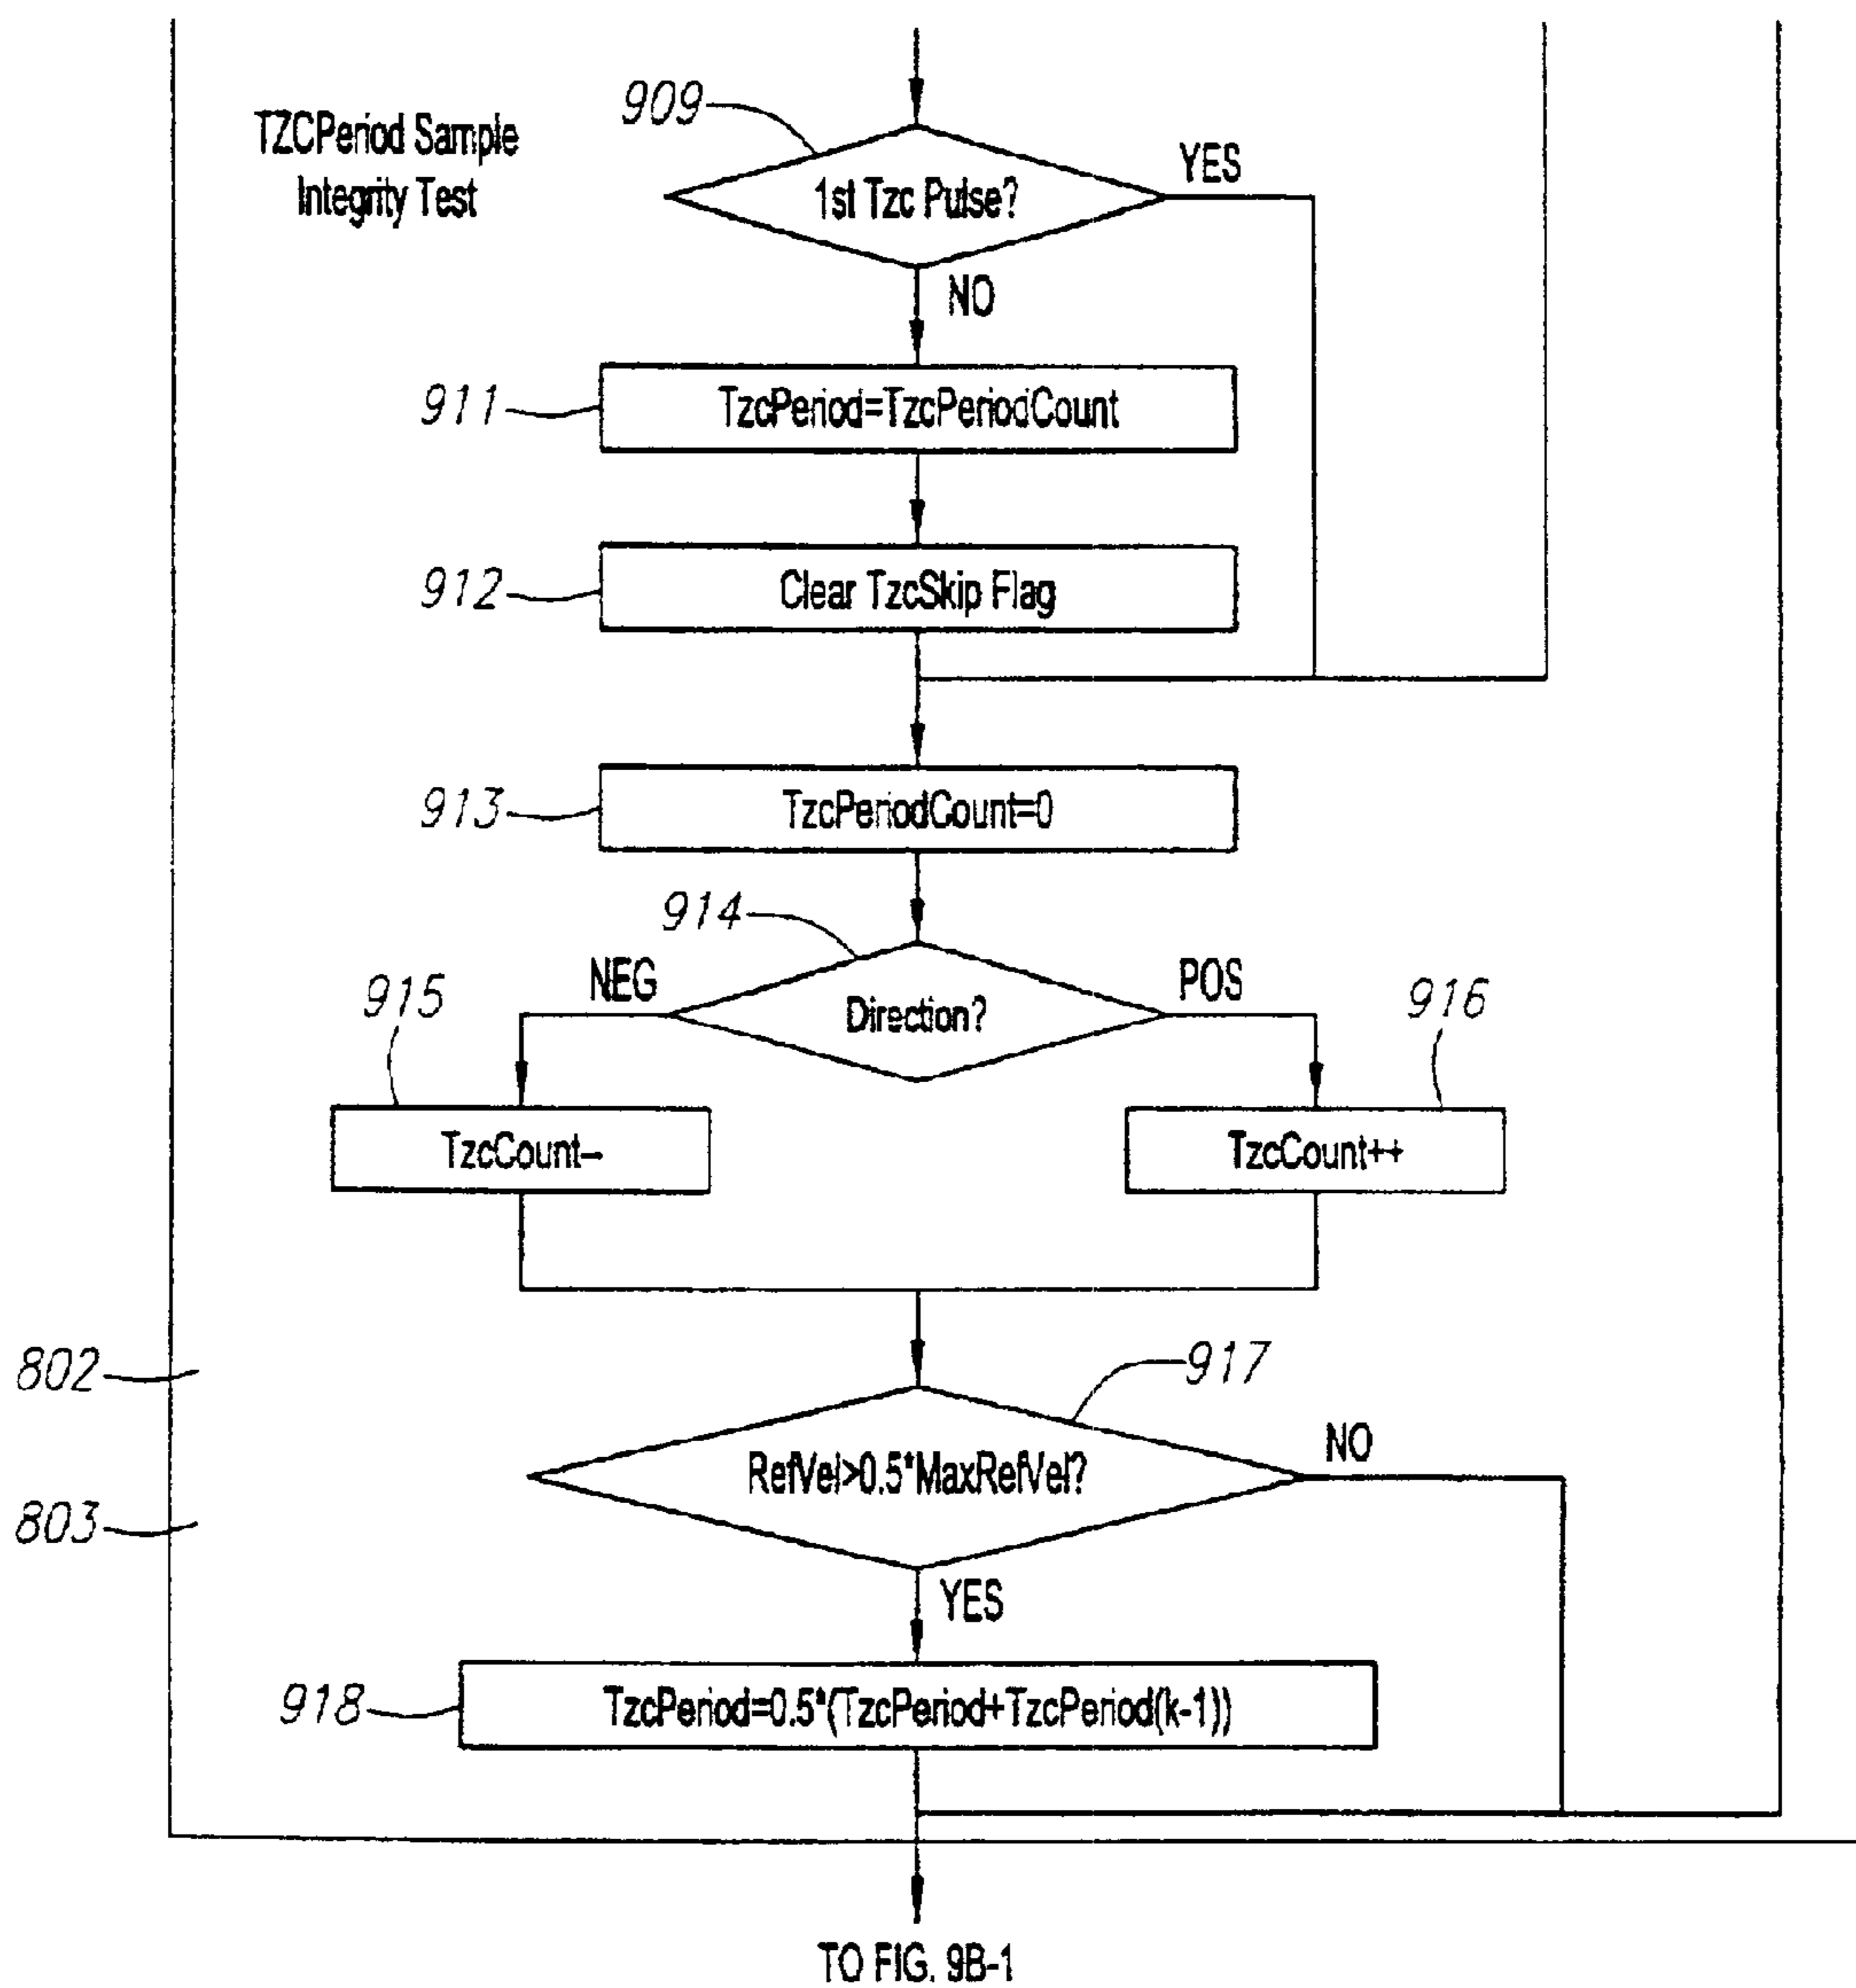 909
TZCPeriod Sample
Integrity Test
1st Tzc Pulse?
YES
NO
911
TzcPeriod=TzcPeriodCount
912
Clear TzcSkip Flag
913
TzcPeriodCount=0
914
NEG
Direction?
POS
915
916
TzcCount--
TzcCount++
802
917
RefVel>0.5*MaxRefVel?
NO
803
YES
918
TzcPeriod=0.5*(TzcPeriod+TzcPeriod(k-1))
TO FIG. 9B-1